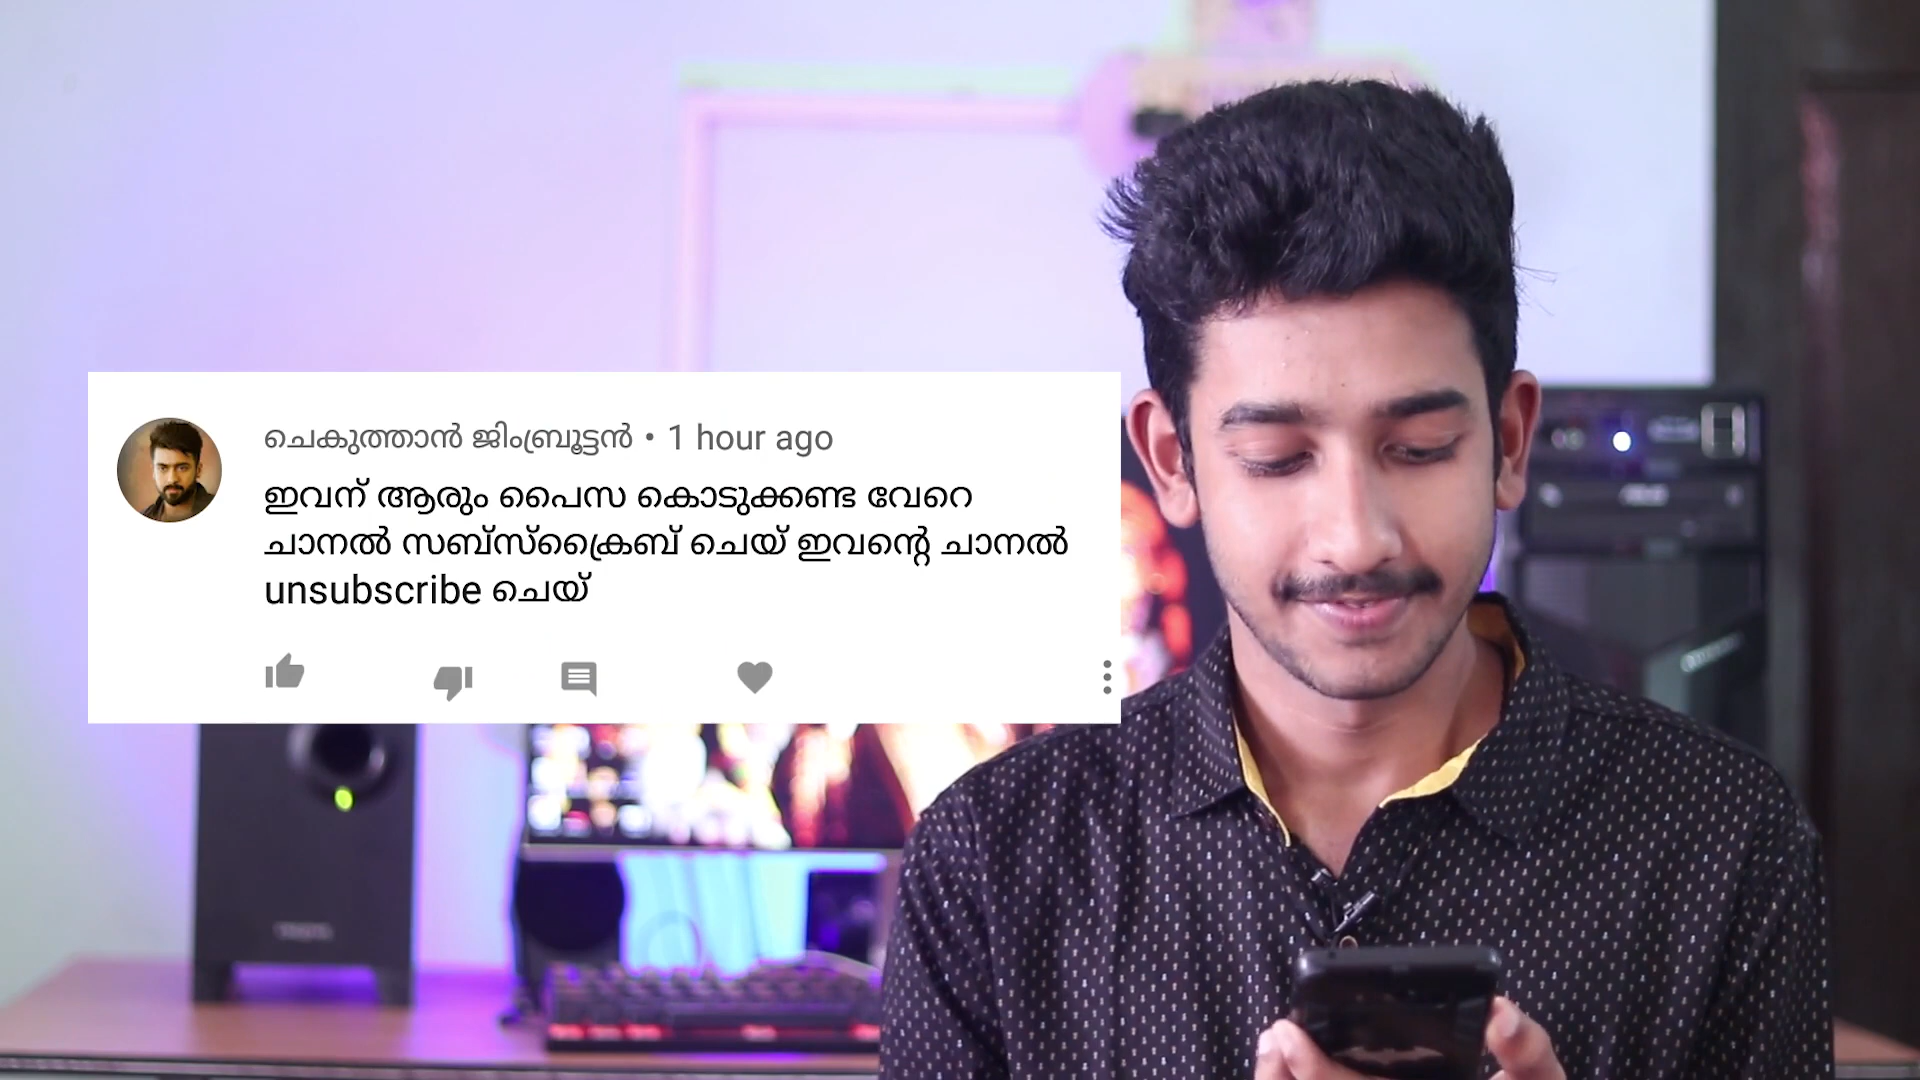 ചെകുത്താൻ ജിംബ്രൂട്ടൻ • 1 hour ago
ഇവന് ആരും പൈസ കൊടുക്കണ്ട വേറെ
ചാനൽ സബ്സ്ക്രൈബ് ചെയ് ഇവന്റെ ചാനൽ
unsubscribe ചെയ്